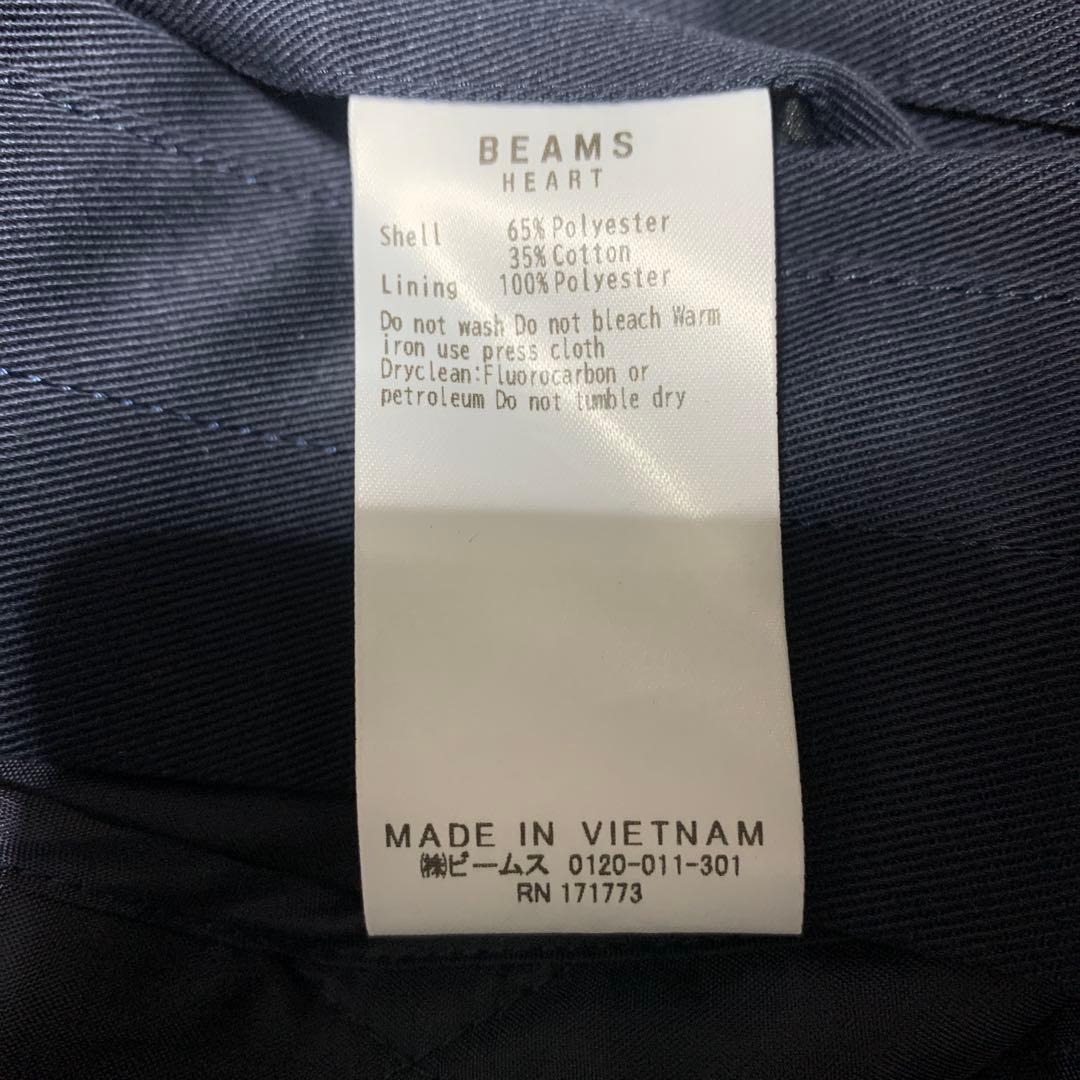 BEAMS
HEART
Shell 65% Polyester
35% Cotton
Lining 100% Polyester
Do not wash Do not bleach Warm
iron use press cloth
Dryclean:Fluorocarbon or
petroleum Do not tumble dry
MADE IN VIETNAM
㈱ビームス 0120-011-301
RN 171773